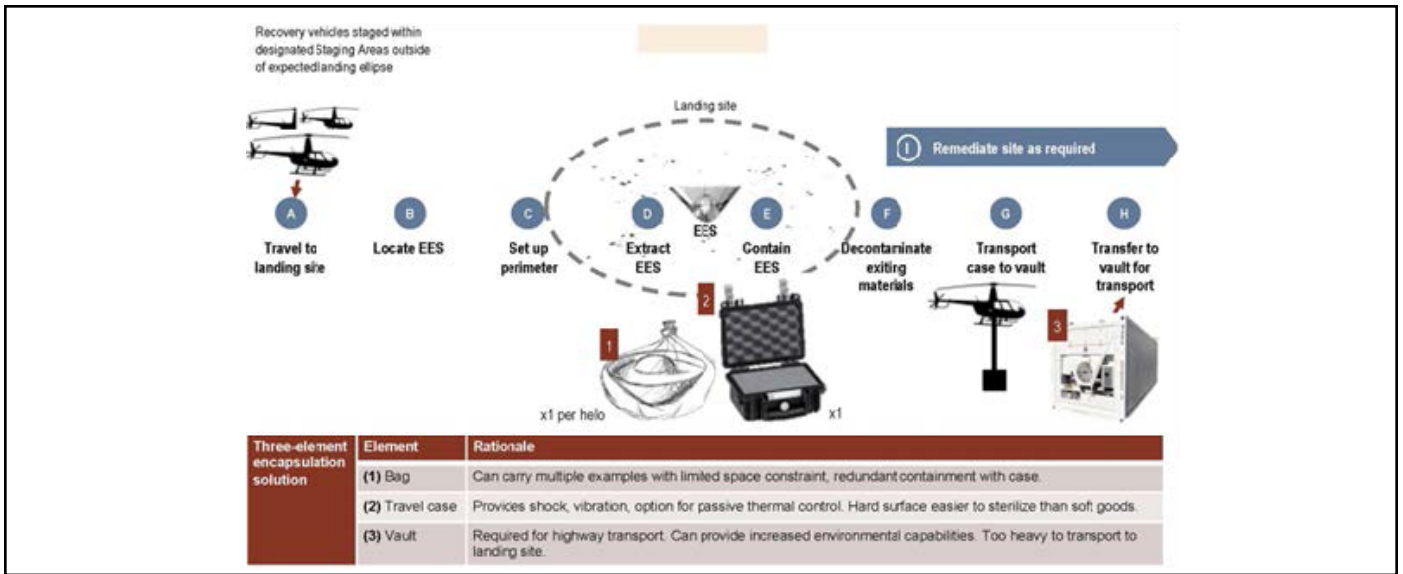 Recovery vehicles staged within
designated Staging Areas outside
of expected landing ellipse
Landing site
I Remediate site as required
A
B
C
D
EES
E
F
G
H
Travel to
landing site
Locate EES
Set up
perimeter
Extract
EES
Contain
EES
Decontaminate
exiting
materials
Transport
case to vault
Transfer to
vault for
transport
1
2
3
x1 per helo
x1
Three-element
encapsulation
solution
Element
Rationale
(1) Bag
Can carry multiple examples with limited space constraint, redundant containment with case.
(2) Travel case
Provides shock, vibration, option for passive thermal control. Hard surface easier to sterilize than soft goods.
(3) Vault
Required for highway transport. Can provide increased environmental capabilities. Too heavy to transport to
landing site.